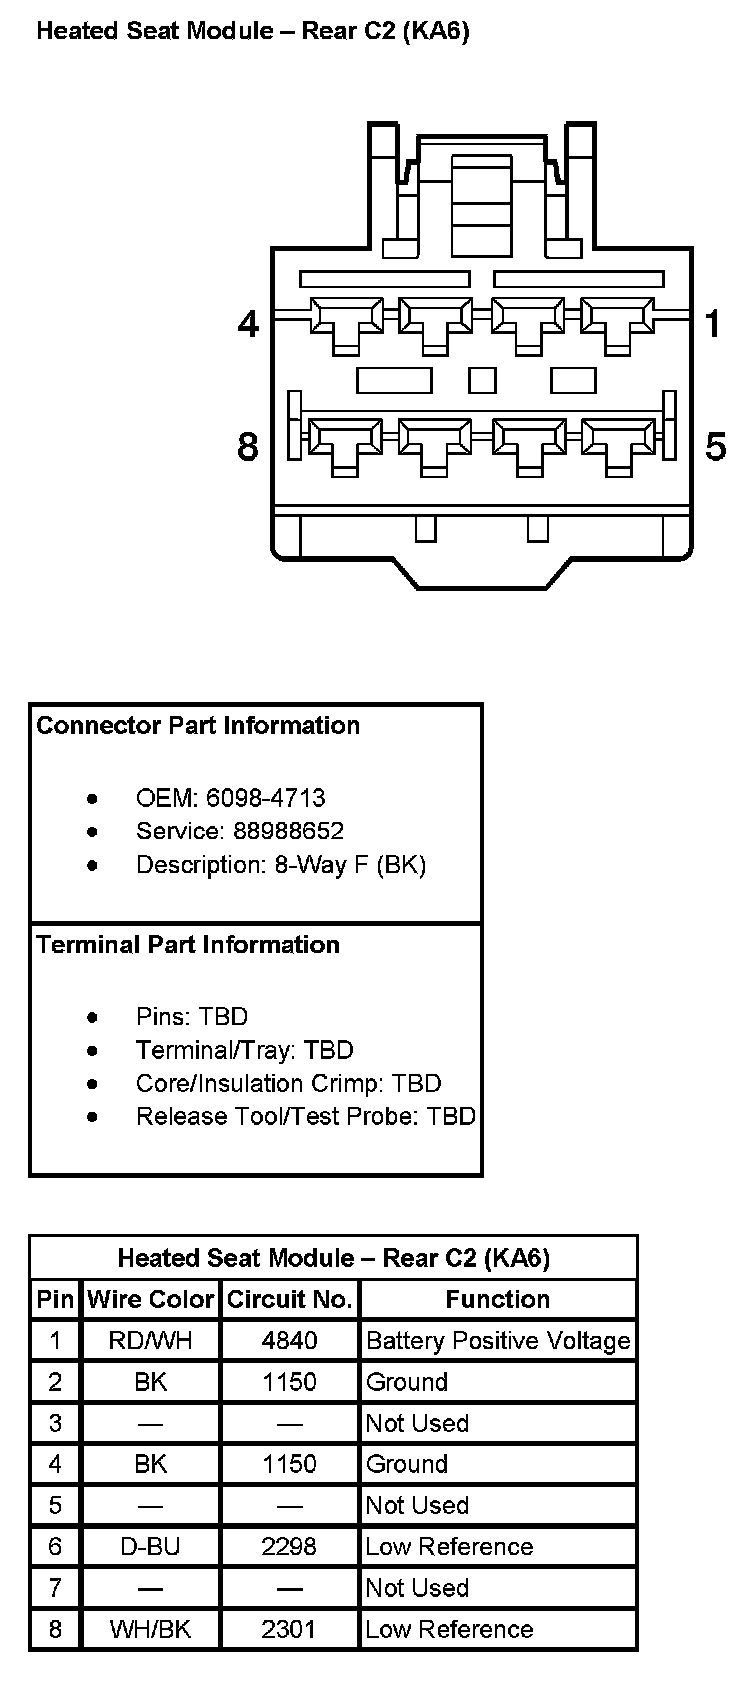 Heated Seat Module – Rear C2 (KA6)
4 1
8 5
Connector Part Information
● OEM: 6098-4713
● Service: 88988652
● Description: 8-Way F (BK)
Terminal Part Information
● Pins: TBD
● Terminal/Tray: TBD
● Core/Insulation Crimp: TBD
● Release Tool/Test Probe: TBD
Heated Seat Module – Rear C2 (KA6)
Pin Wire Color Circuit No. Function
1 RD/WH 4840 Battery Positive Voltage
2 BK 1150 Ground
3 — — Not Used
4 BK 1150 Ground
5 — — Not Used
6 D-BU 2298 Low Reference
7 — — Not Used
8 WH/BK 2301 Low Reference